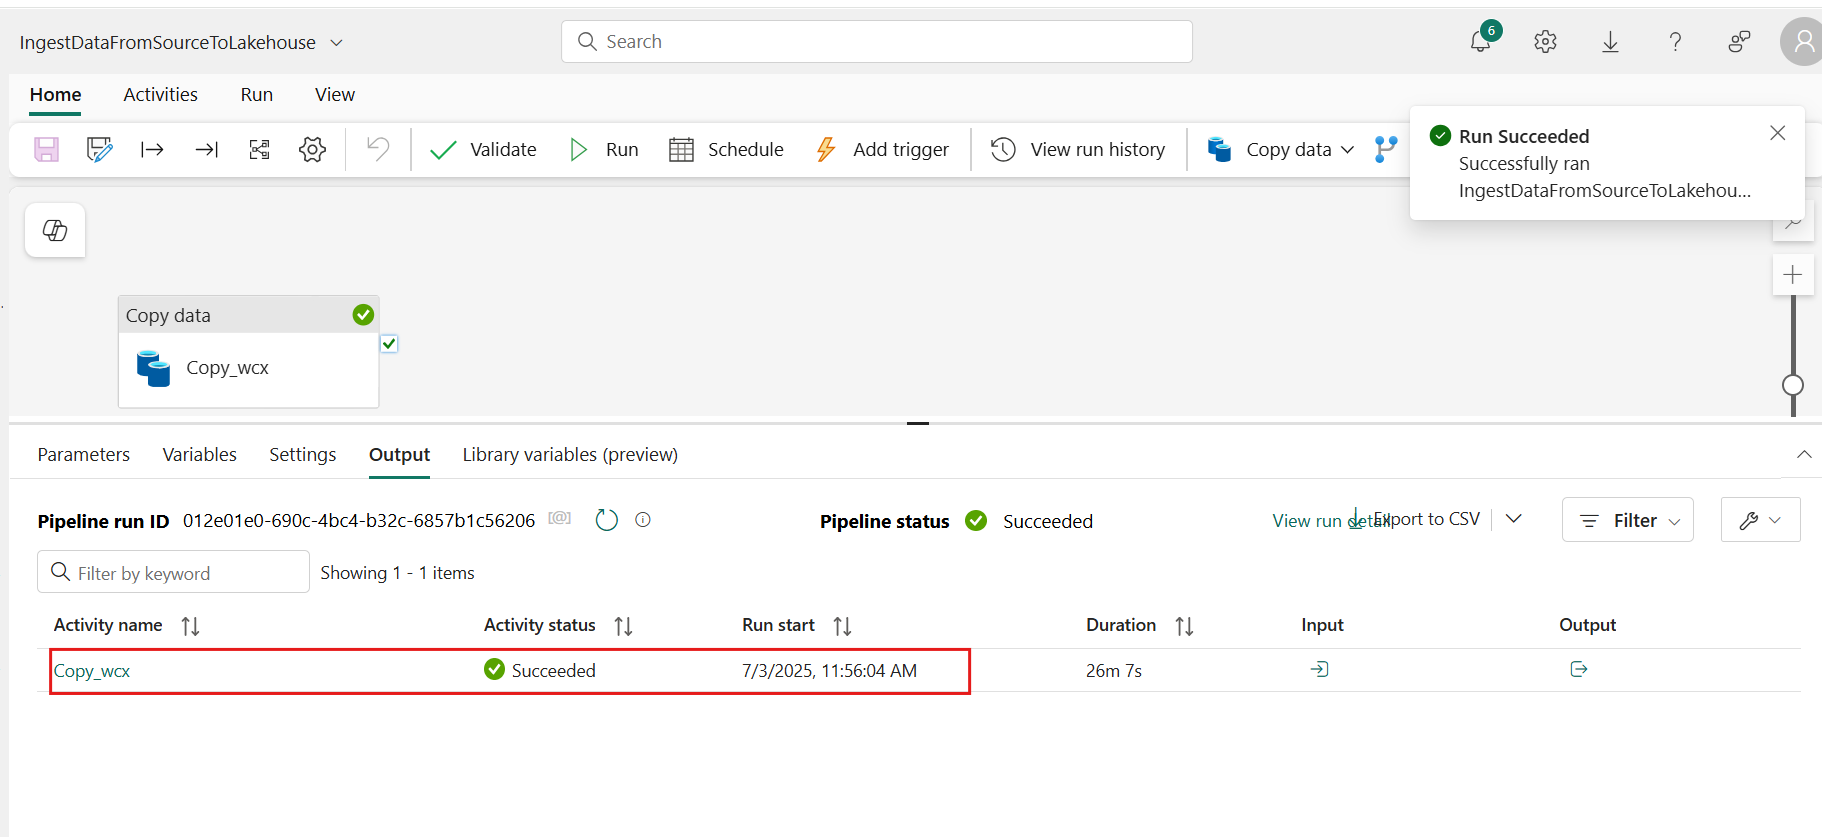 IngestDataFromSourceToLakehouse
Search
6
Home Activities Run View
Validate Run Schedule Add trigger View run history Copy data
Run Succeeded
Successfully ran
IngestDataFromSourceToLakehou...
Copy data
Copy_wcx
Parameters Variables Settings Output Library variables (preview)
Pipeline run ID 012e01e0-690c-4bc4-b32c-6857b1c56206 [@] Pipeline status Succeeded View run detail Export to CSV Filter
Filter by keyword Showing 1 - 1 items
Activity name Activity status Run start Duration Input Output
Copy_wcx Succeeded 7/3/2025, 11:56:04 AM 26m 7s